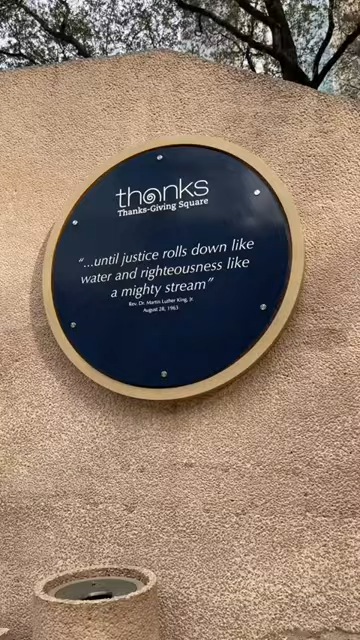 thanks
Thanks-Giving Square
"...until justice rolls down like
water and righteousness like
a mighty stream"
Rev. Dr. Martin Luther King, Jr.
August 28, 1963